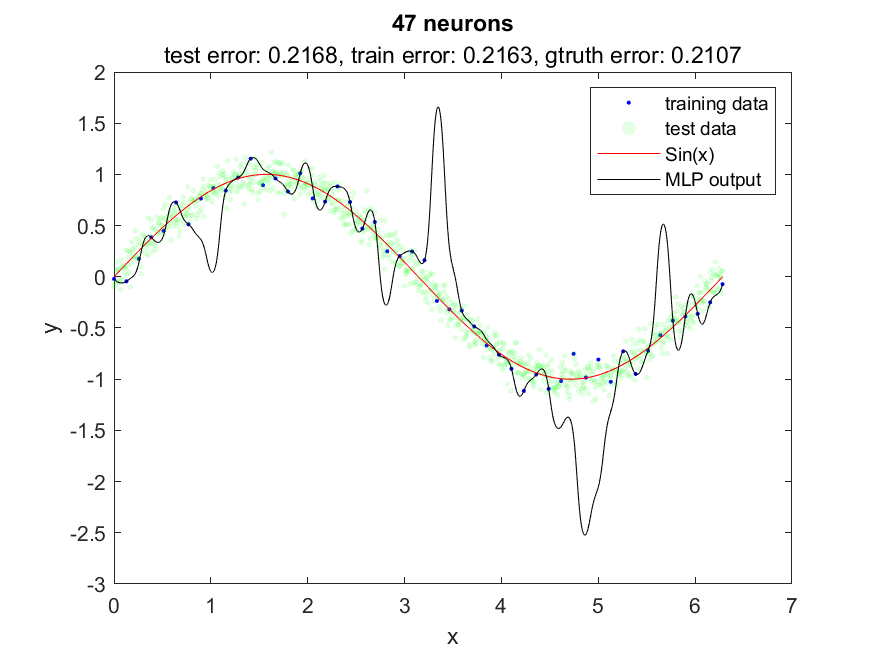 47 neurons
test error: 0.2168, train error: 0.2163, gtruth error: 0.2107
training data
test data
Sin(x)
MLP output
2
1.5
1
0.5
0
-0.5
-1
-1.5
-2
-2.5
-3
y
0 1 2 3 4 5 6 7
x